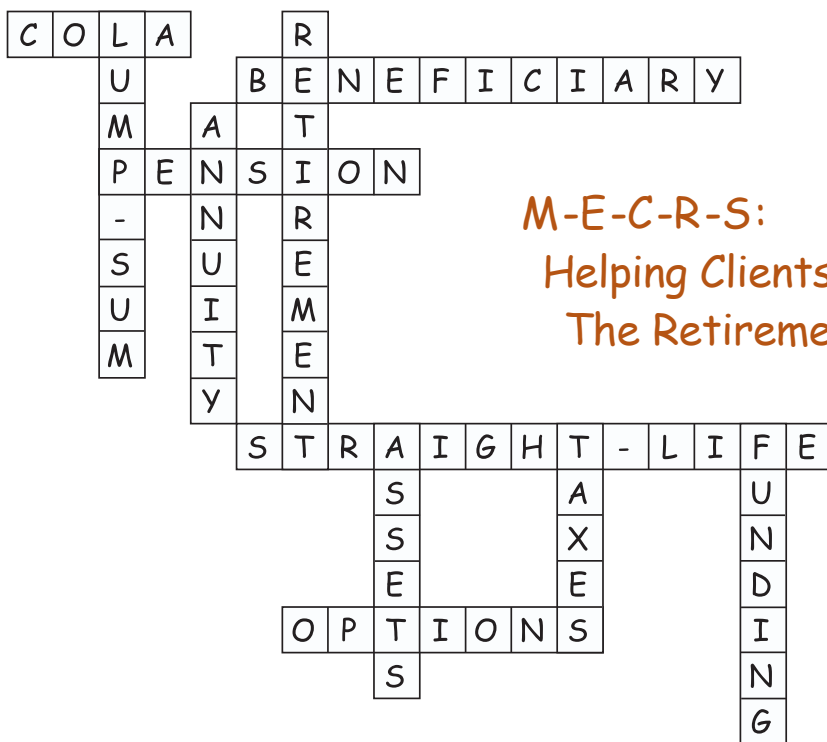 COLA
LUMP-SUM
RETIREMENT
BENEFICIARY
ANNUITY
PENSION
M-E-C-R-S:
Helping Clients
The Retireme
STRAIGHT-LIFE
ASSETS
TAXES
FUNDING
OPTIONS